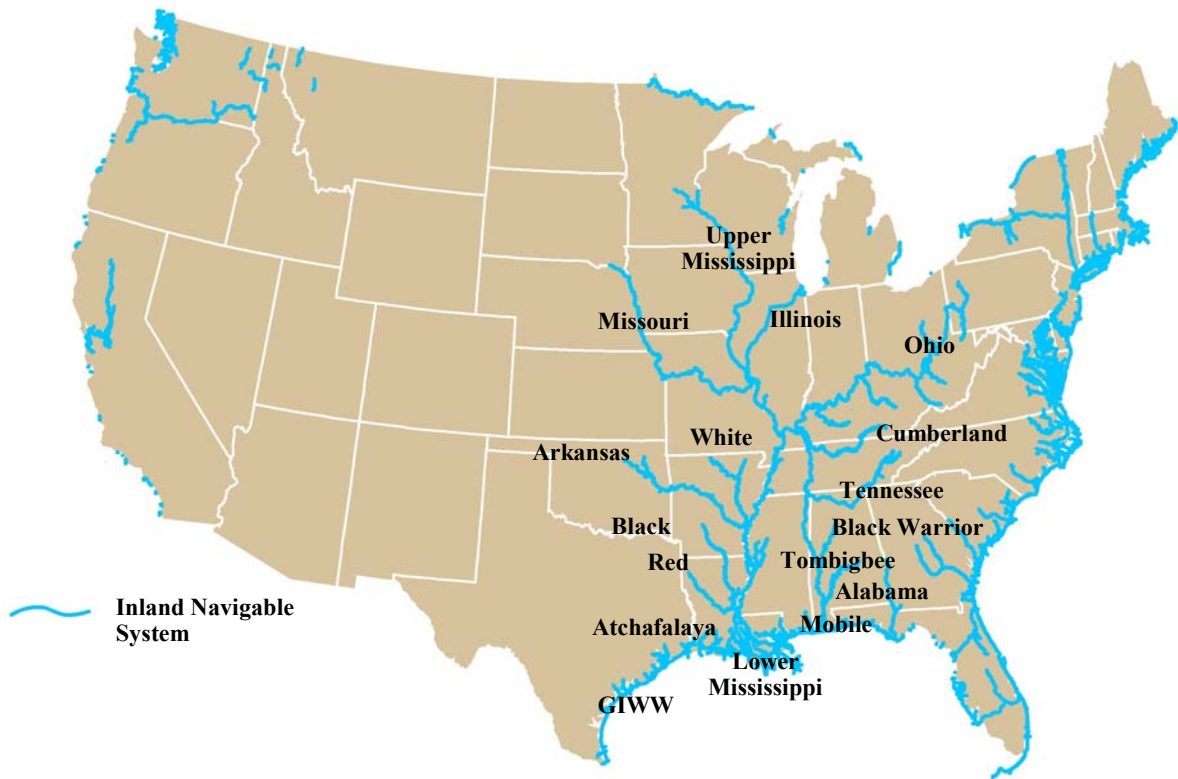 Upper
Mississippi
Missouri
Illinois
Ohio
White
Cumberland
Arkansas
Tennessee
Black
Black Warrior
Red
Tombigbee
Alabama
Inland Navigable
System
Atchafalaya
Mobile
Lower
Mississippi
GIWW